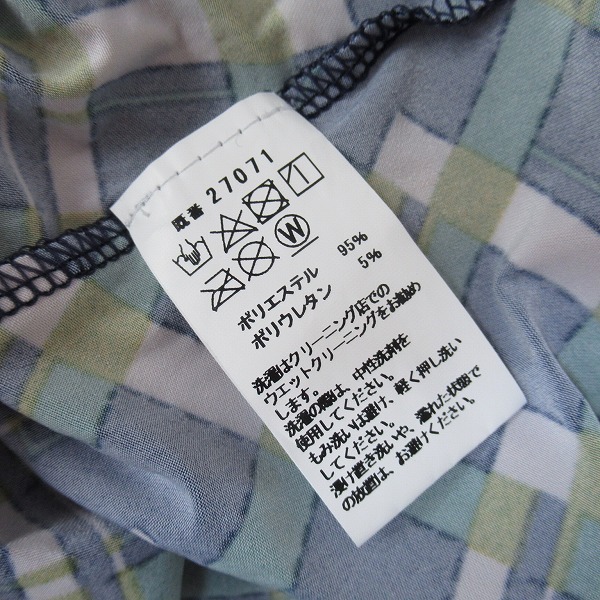 既番 27071
W
ポリエステル 95%
ポリウレタン 5%
洗濯はクリーニング店での
ウエットクリーニングをお勧め
します。
洗濯の際は、中性洗剤を
使用してください。
もみ洗いは避け、軽く押し洗い
してください。
浸け置き洗いや、濡れた状態で
の放置は、お避けください。